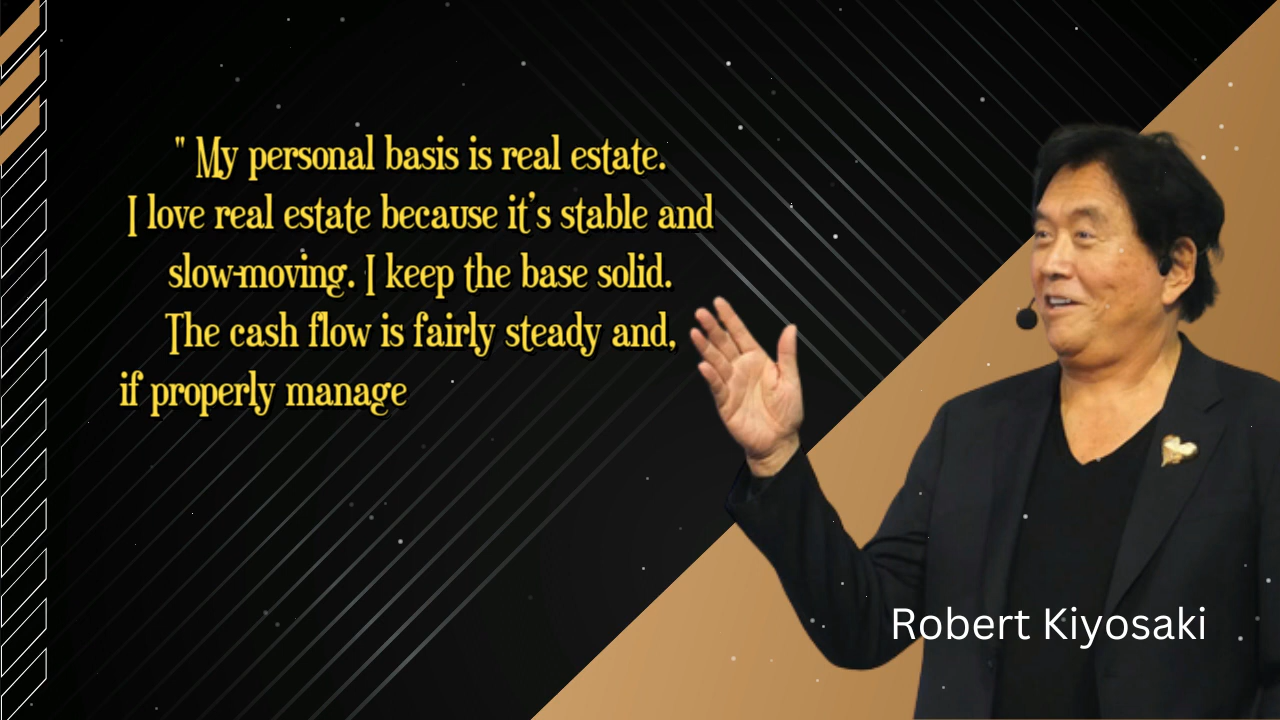 " My personal basis is real estate.
I love real estate because it's stable and
slow-moving. I keep the base solid.
The cash flow is fairly steady and,
if properly manage
Robert Kiyosaki